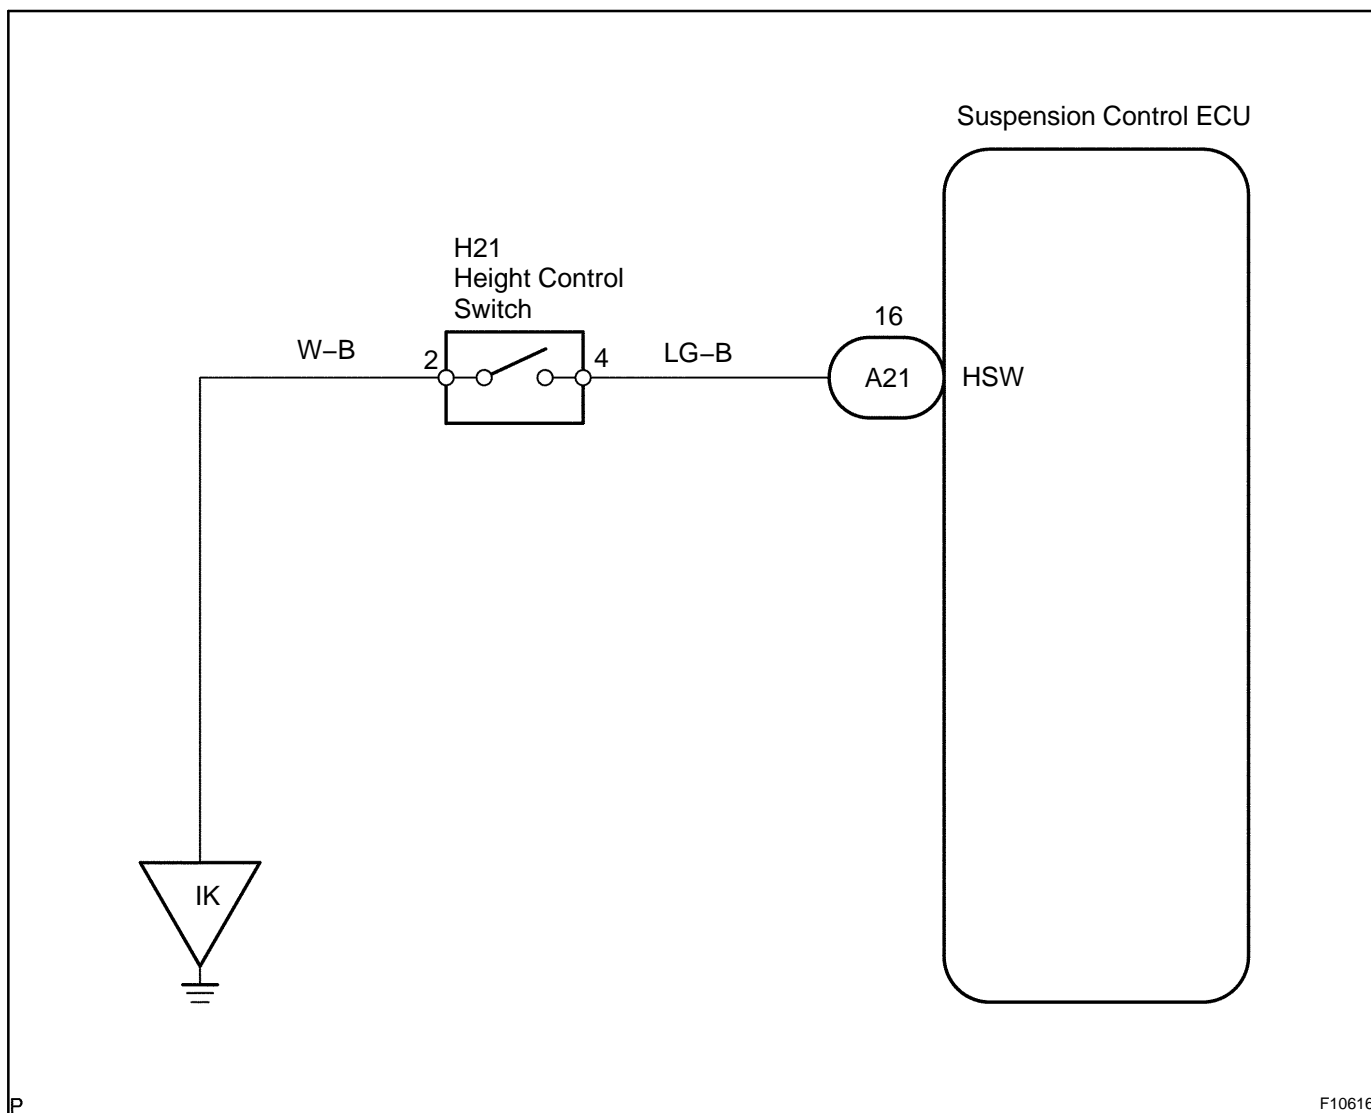 Suspension Control ECU
H21
Height Control
Switch
16
W–B
2
4
LG–B
A21
HSW
IK
P
F10616